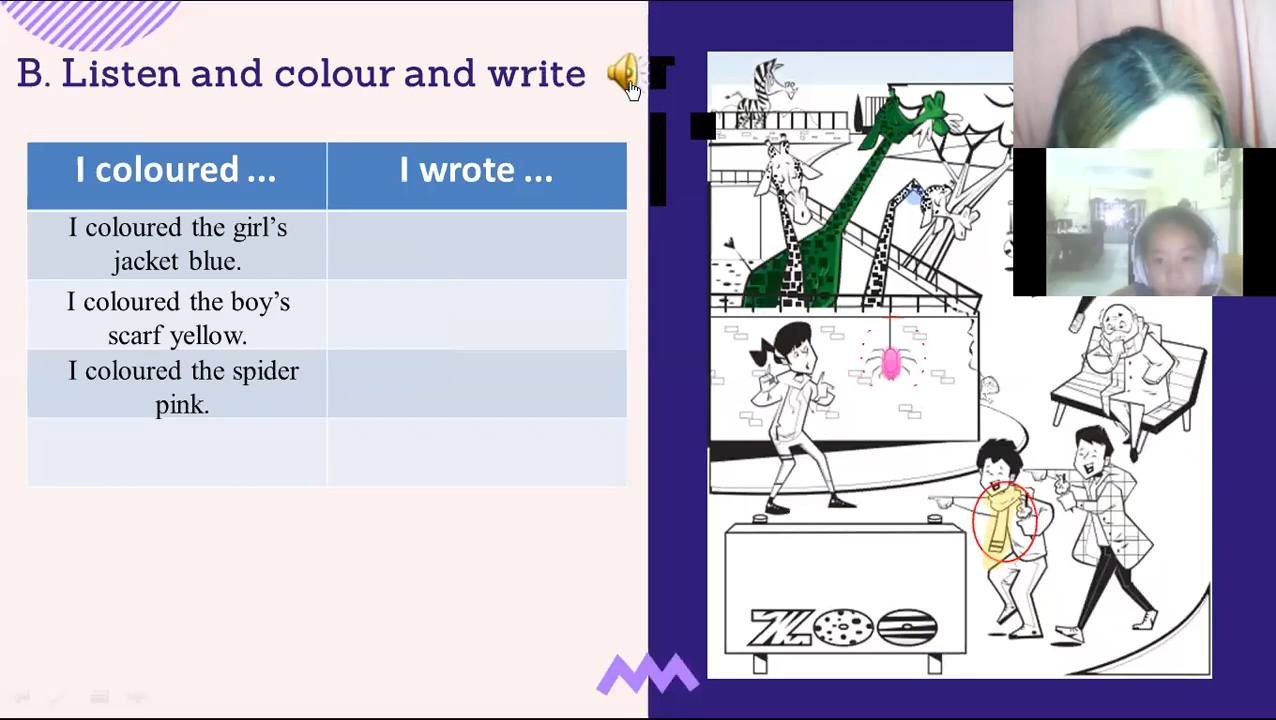 B. Listen and colour and write
I coloured ...
I wrote ...
I coloured the girl's
jacket blue.
I coloured the boy's
scarf yellow.
I coloured the spider
pink.
ZOO